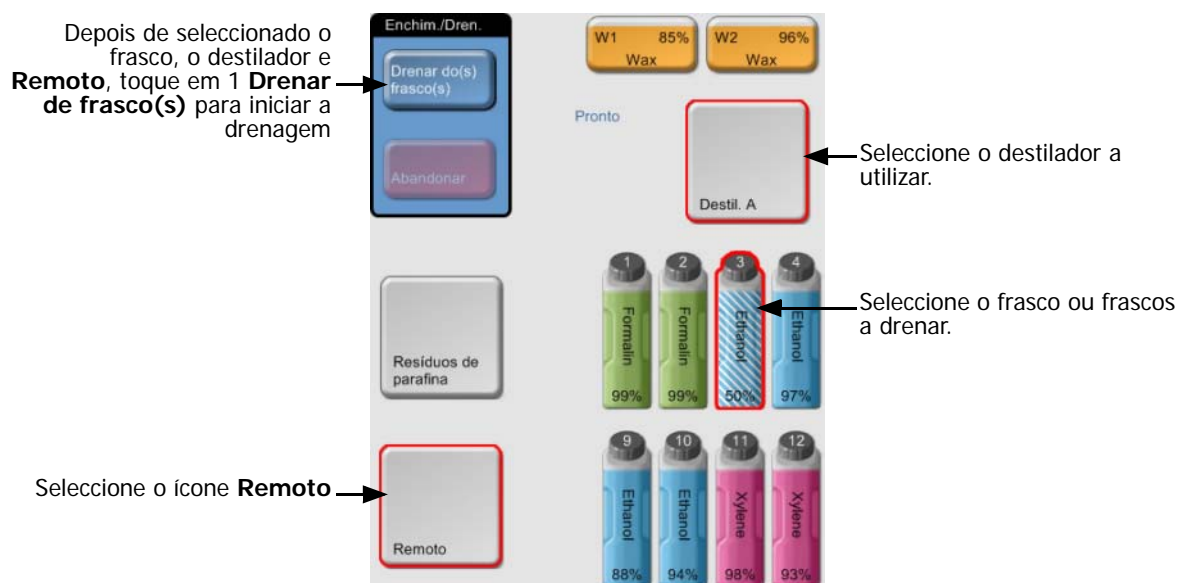 Depois de seleccionado o
frasco, o destilador e
Remoto, toque em 1 Drenar
de frasco(s) para iniciar a
drenagem
Enchim./Dren.
Drenar do(s)
frasco(s)
Abandonar
W1 85%
Wax
W2 96%
Wax
Pronto
Destil. A
Seleccione o destilador a
utilizar.
1
Formalin
99%
2
Formalin
99%
3
Ethanol
50%
4
Ethanol
97%
Seleccione o frasco ou frascos
a drenar.
Resíduos de
parafina
Seleccione o ícone Remoto
Remoto
9
Ethanol
88%
10
Ethanol
94%
11
Xylene
98%
12
Xylene
93%